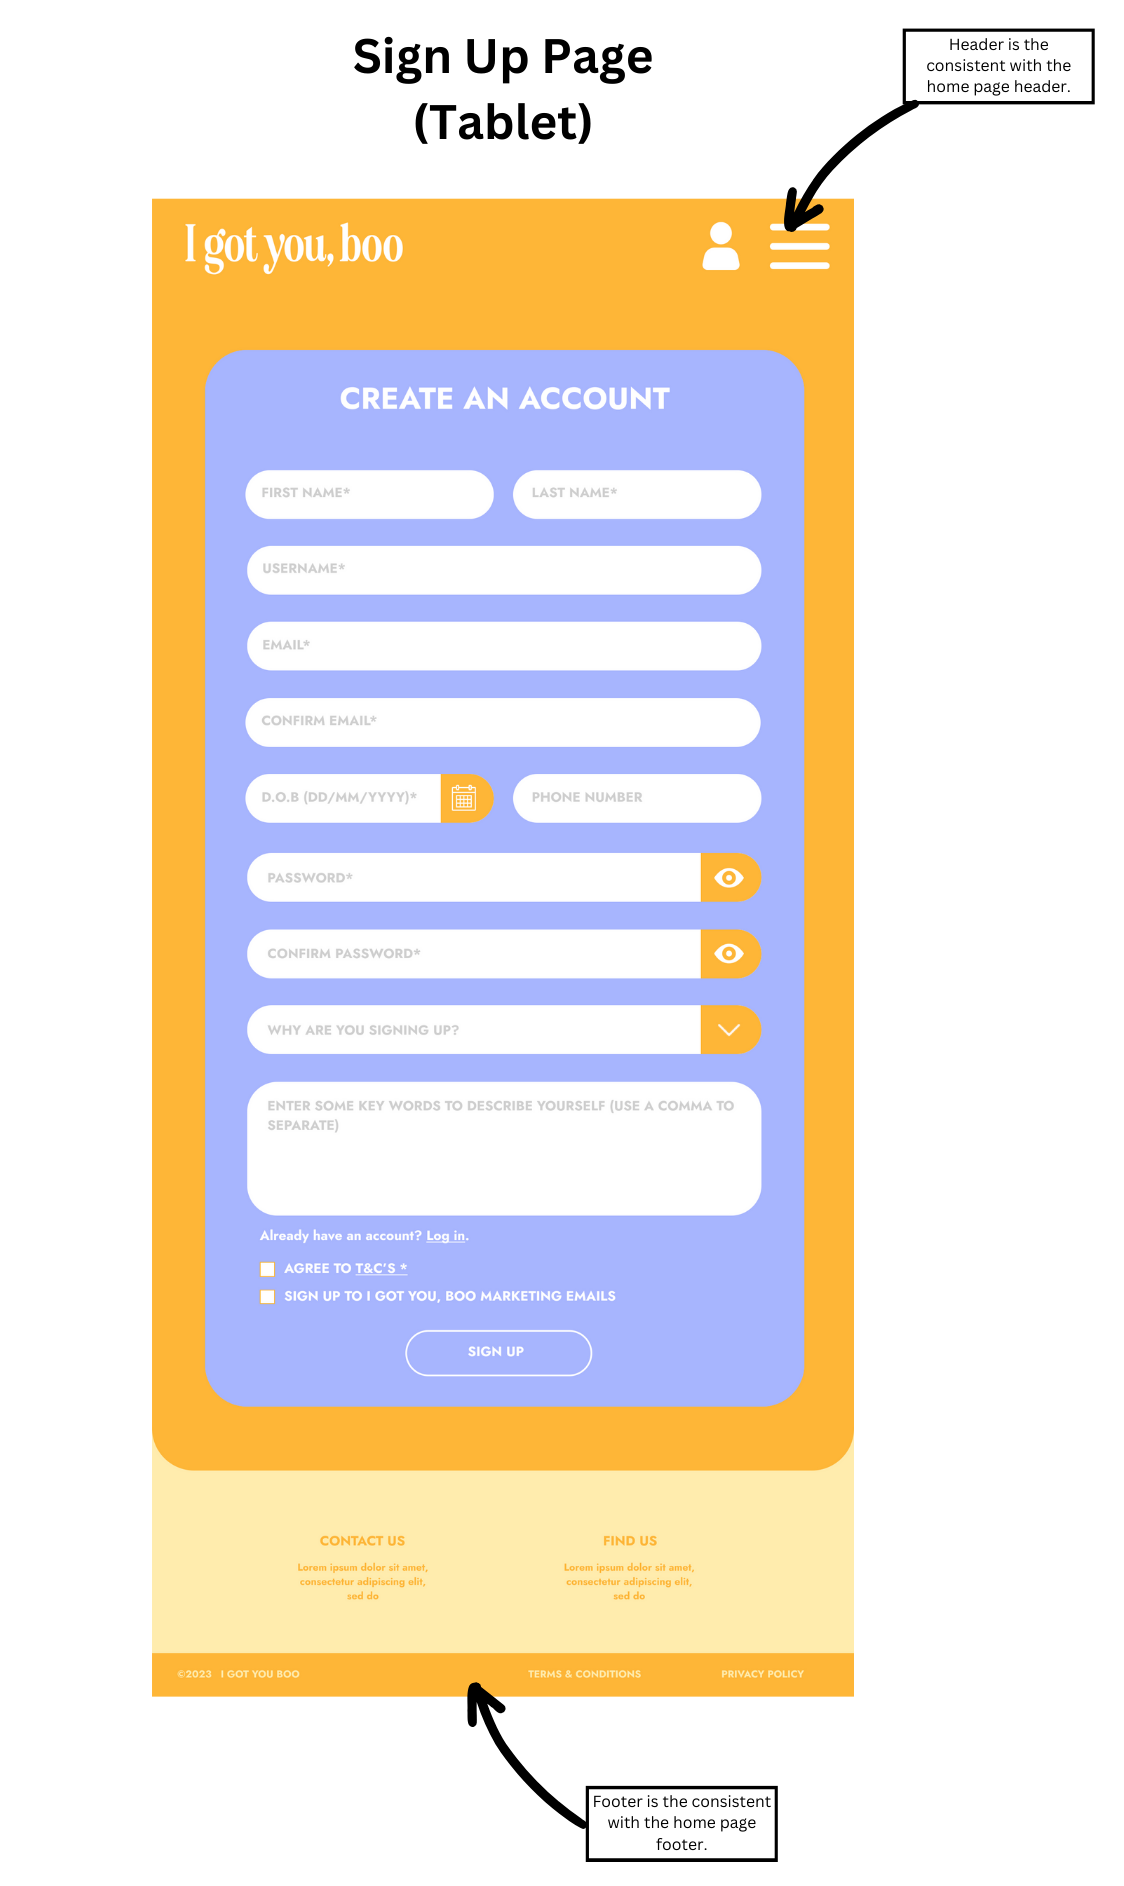 Sign Up Page
(Tablet)
Header is the
consistent with the
home page header.
I got you, boo
CREATE AN ACCOUNT
FIRST NAME*
LAST NAME*
USERNAME*
EMAIL*
CONFIRM EMAIL*
D.O.B (DD/MM/YYYY)*
PHONE NUMBER
PASSWORD*
CONFIRM PASSWORD*
WHY ARE YOU SIGNING UP?
ENTER SOME KEY WORDS TO DESCRIBE YOURSELF (USE A COMMA TO
SEPARATE)
Already have an account? Log in.
AGREE TO T&C'S *
SIGN UP TO I GOT YOU, BOO MARKETING EMAILS
SIGN UP
CONTACT US
Lorem ipsum dolor sit amet,
consectetur adipiscing elit,
sed do
FIND US
Lorem ipsum dolor sit amet,
consectetur adipiscing elit,
sed do
©2023 I GOT YOU BOO
TERMS & CONDITIONS
PRIVACY POLICY
Footer is the consistent
with the home page
footer.